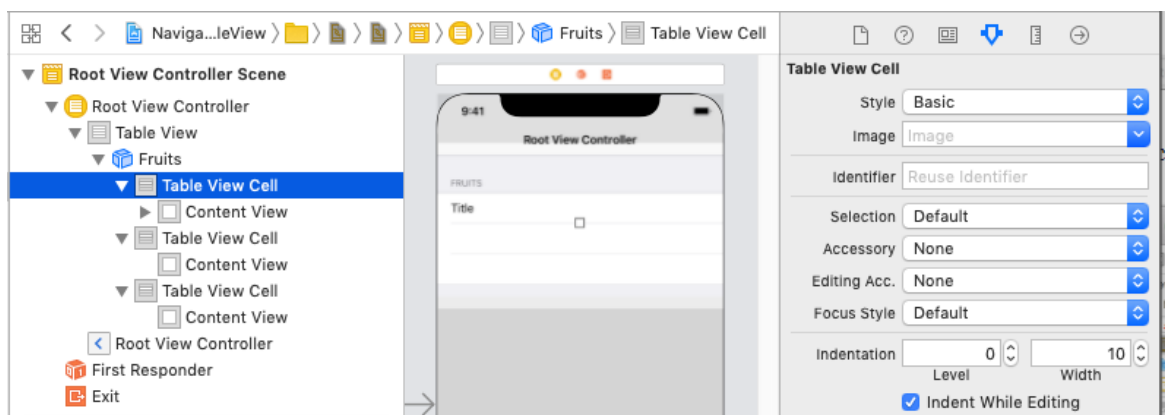 Naviga...leView Fruits Table View Cell
Root View Controller Scene
Root View Controller
Table View
Fruits
Table View Cell
Content View
Table View Cell
Content View
Table View Cell
Content View
Root View Controller
First Responder
Exit
9:41
Root View Controller
FRUITS
Title
Table View Cell
Style Basic
Image Image
Identifier Reuse Identifier
Selection Default
Accessory None
Editing Acc. None
Focus Style Default
Indentation 0 10
Level Width
Indent While Editing